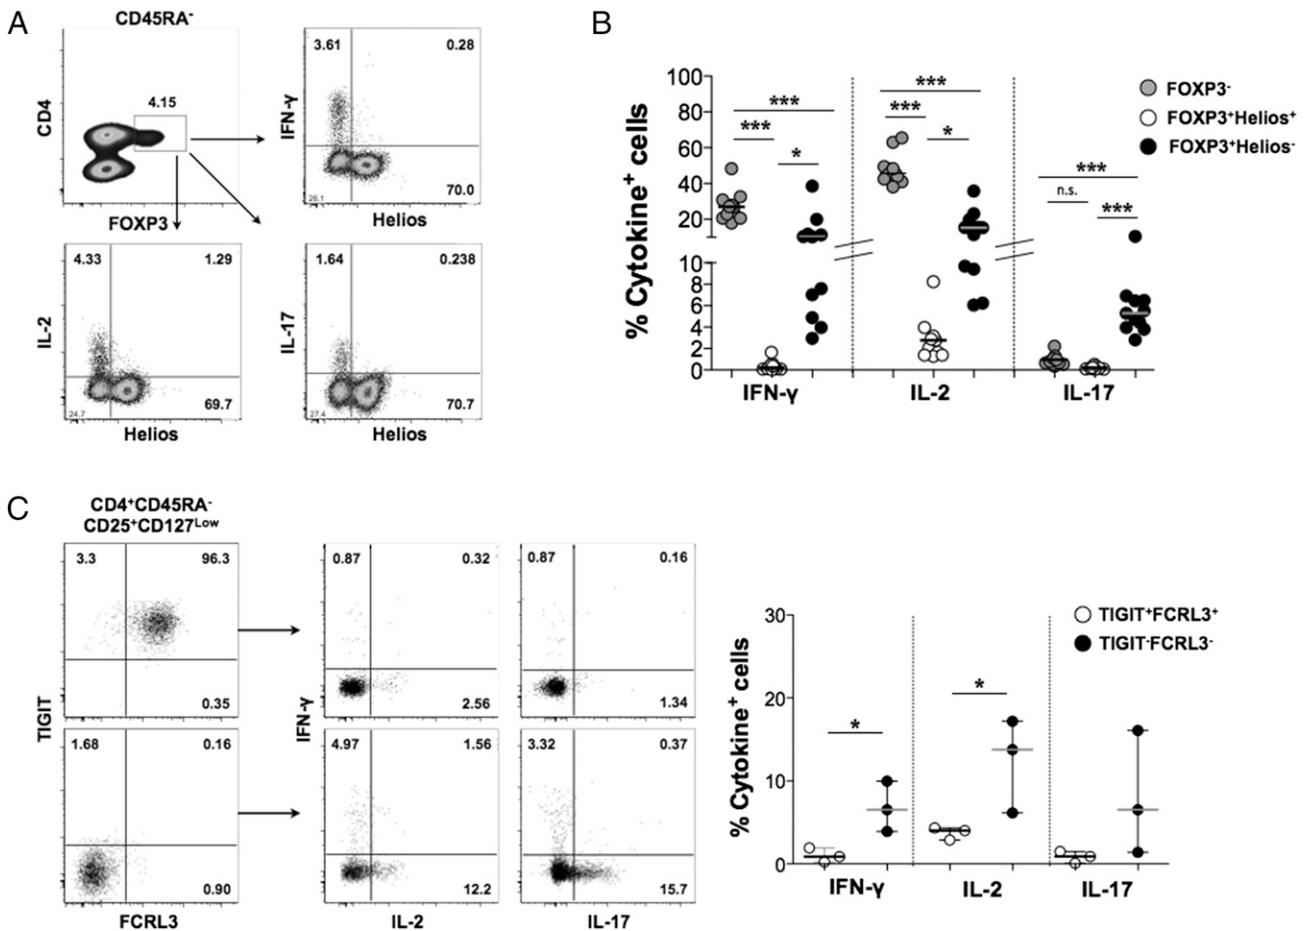 A
CD45RA-
CD4
4.15
FOXP3
3.61 0.28
IFN-γ
26.1
70.0
Helios
4.33 1.29
IL-2
24.7
69.7
Helios
1.64 0.238
IL-17
27.4
70.7
Helios
B
% Cytokine+ cells
100
80
60
40
20
10
8
6
4
2
0
***
***
*
***
***
*
***
n.s.
***
IFN-γ IL-2 IL-17
FOXP3-
FOXP3+Helios+
FOXP3+Helios-
C
CD4+CD45RA-
CD25+CD127Low
TIGIT
3.3 96.3
0.35
1.68 0.16
0.90
FCRL3
IFN-γ
0.87 0.32
2.56
4.97 1.56
12.2
IL-2
0.87 0.16
1.34
3.32 0.37
15.7
IL-17
% Cytokine+ cells
30
20
10
0
*
*
IFN-γ IL-2 IL-17
TIGIT+FCRL3+
TIGIT-FCRL3-